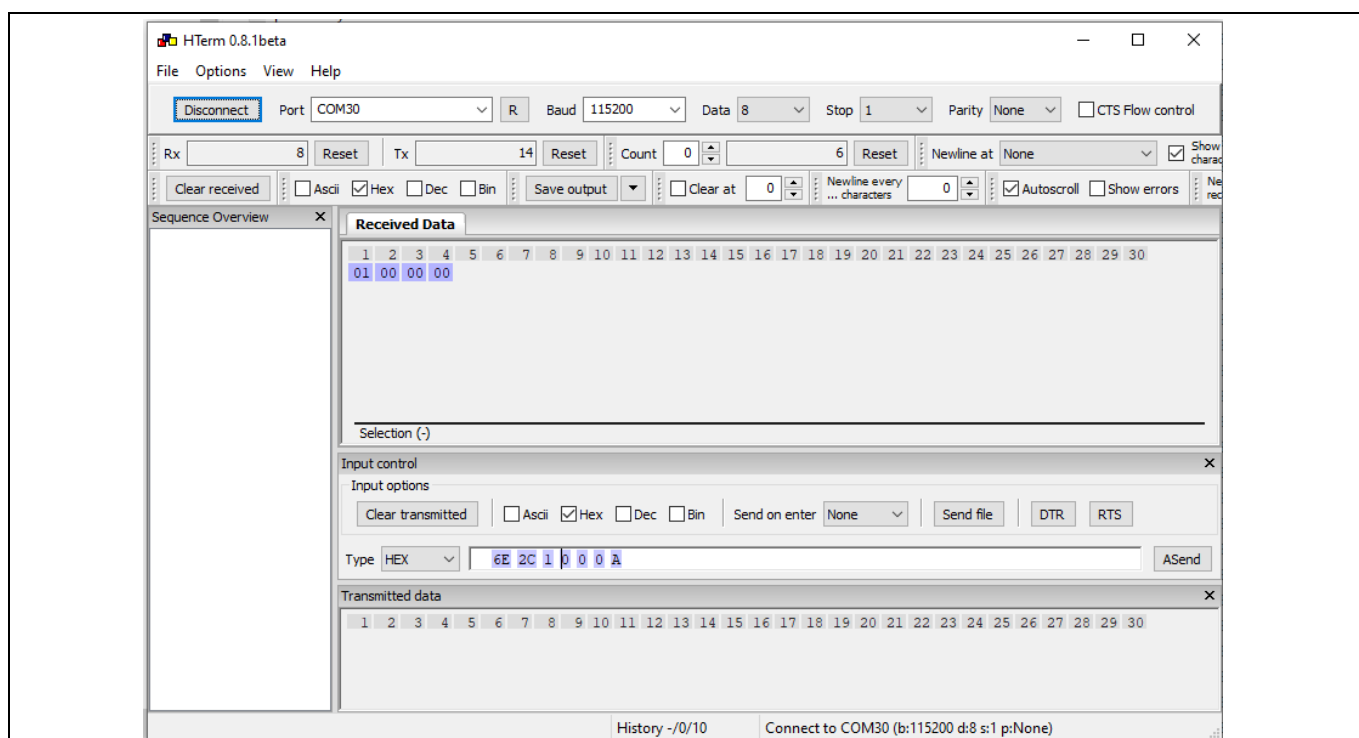 HTerm 0.8.1beta
File Options View Help
Disconnect Port COM30 R Baud 115200 Data 8 Stop 1 Parity None CTS Flow control
Rx 8 Reset Tx 14 Reset Count 0 6 Reset Newline at None Show
Clear received Ascii Hex Dec Bin Save output Clear at 0 Newline every ... characters 0 Autoscroll Show errors
Sequence Overview X Received Data
1 2 3 4 5 6 7 8 9 10 11 12 13 14 15 16 17 18 19 20 21 22 23 24 25 26 27 28 29 30
01 00 00 00
Selection (-)
Input control
Input options
Clear transmitted Ascii Hex Dec Bin Send on enter None Send file DTR RTS
Type HEX 6E 2C 1 0 0 0 A ASend
Transmitted data
1 2 3 4 5 6 7 8 9 10 11 12 13 14 15 16 17 18 19 20 21 22 23 24 25 26 27 28 29 30
History -/0/10 Connect to COM30 (b:115200 d:8 s:1 p:None)